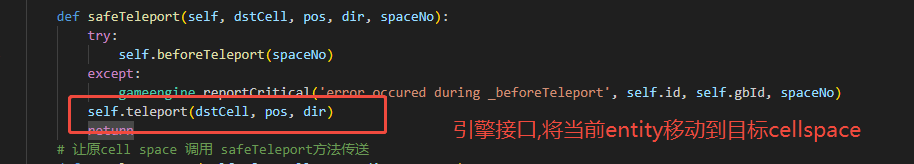 def safeTeleport(self, dstCell, pos, dir, spaceNo):
try:
self.beforeTeleport(spaceNo)
except:
gameengine.reportCritical('error occured during _beforeTeleport', self.id, self.gbId, spaceNo)
self.teleport(dstCell, pos, dir)
return
引擎接口,将当前entity移动到目标cellspace
# 让原cell space 调用 safeTeleport方法传送